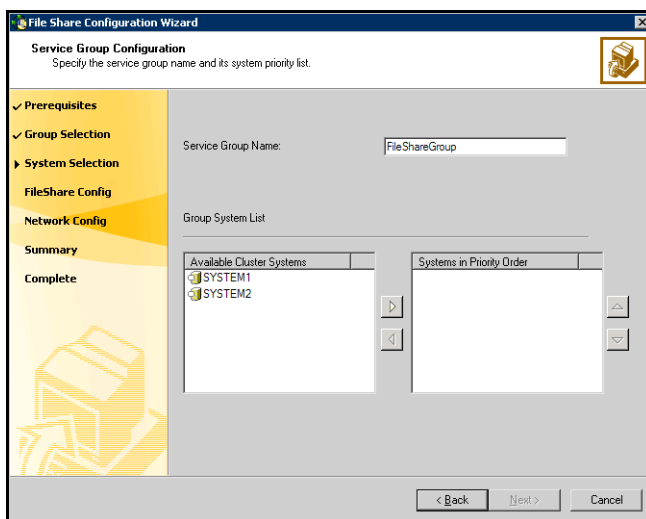 File Share Configuration Wizard
Service Group Configuration
Specify the service group name and its system priority list.
Prerequisites
Group Selection
System Selection
FileShare Config
Network Config
Summary
Complete
Service Group Name:
FileShareGroup
Group System List
Available Cluster Systems
SYSTEM1
SYSTEM2
Systems in Priority Order
< Back
Next >
Cancel